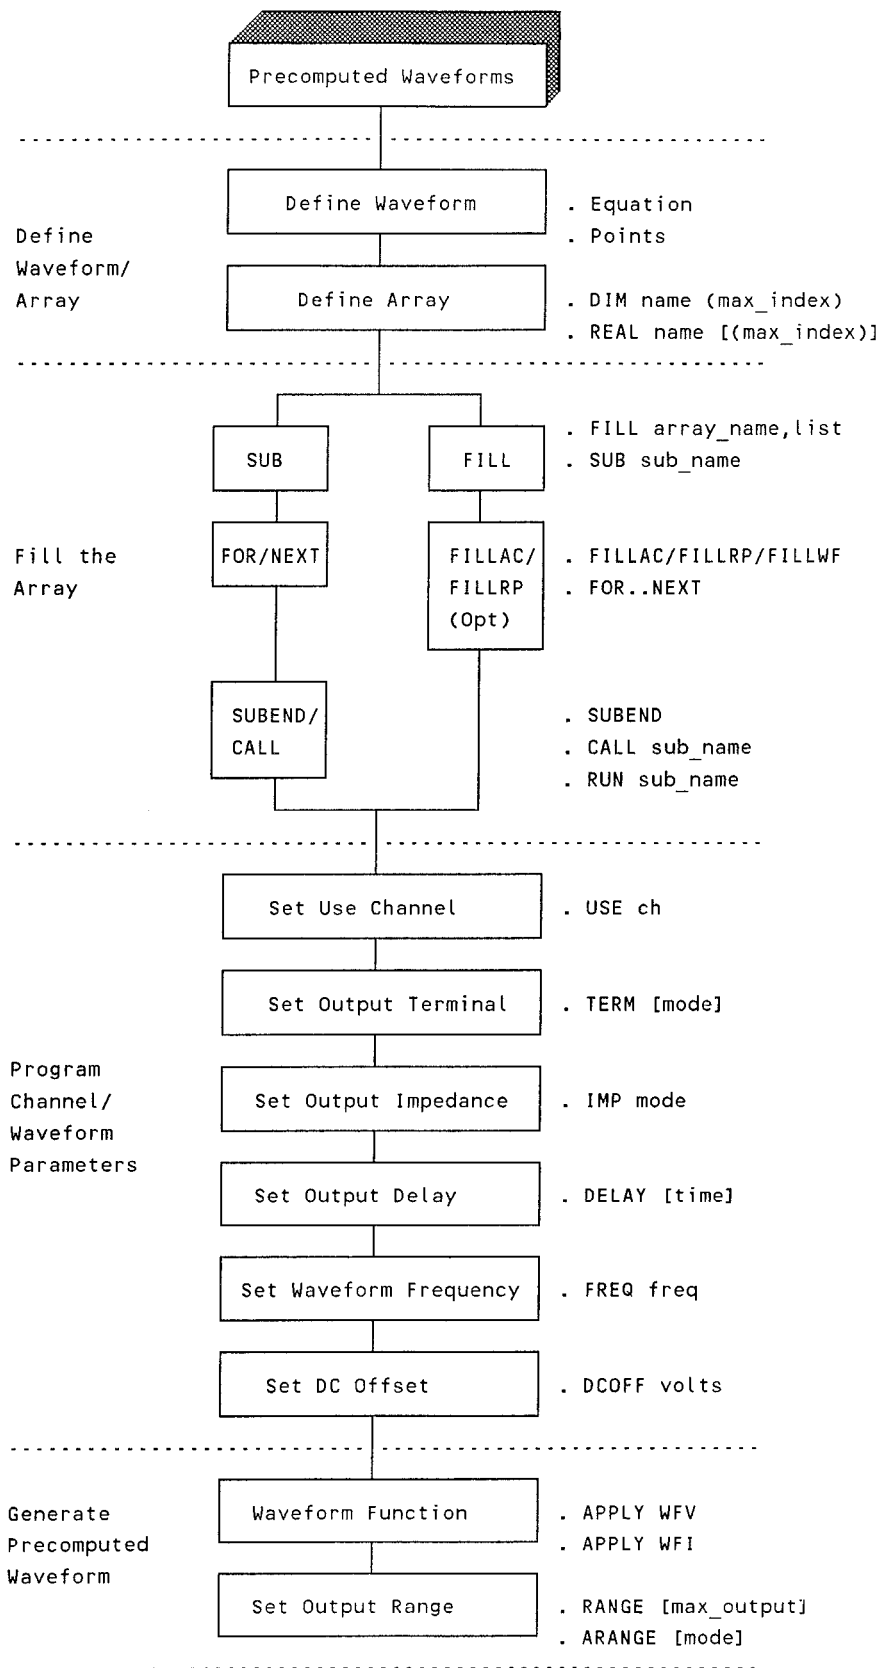 Precomputed Waveforms
Define Waveform
. Equation
. Points
Define
Waveform/
Array
Define Array
. DIM name (max_index)
. REAL name [(max_index)]
SUB
FILL
. FILL array_name,list
. SUB sub_name
Fill the
Array
FOR/NEXT
FILLAC/
FILLRP
(Opt)
. FILLAC/FILLRP/FILLWF
. FOR..NEXT
SUBEND/
CALL
. SUBEND
. CALL sub_name
. RUN sub_name
Set Use Channel
. USE ch
Set Output Terminal
. TERM [mode]
Program
Channel/
Waveform
Parameters
Set Output Impedance
. IMP mode
Set Output Delay
. DELAY [time]
Set Waveform Frequency
. FREQ freq
Set DC Offset
. DCOFF volts
Generate
Precomputed
Waveform
Waveform Function
. APPLY WFV
. APPLY WFI
Set Output Range
. RANGE [max_output]
. ARANGE [mode]